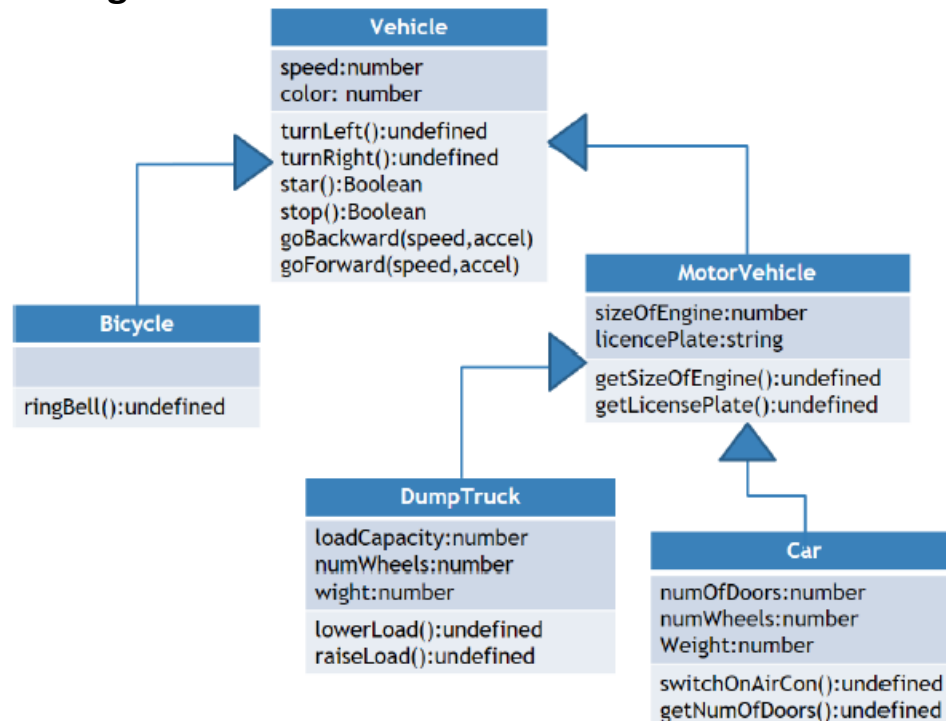 Vehicle
speed:number
color: number
turnLeft():undefined
turnRight():undefined
star():Boolean
stop():Boolean
goBackward(speed,accel)
goForward(speed,accel)
MotorVehicle
sizeOfEngine:number
licencePlate:string
getSizeOfEngine():undefined
getLicensePlate():undefined
Bicycle
ringBell():undefined
DumpTruck
loadCapacity:number
numWheels:number
wight:number
lowerLoad():undefined
raiseLoad():undefined
Car
numOfDoors:number
numWheels:number
Weight:number
switchOnAirCon():undefined
getNumOfDoors():undefined